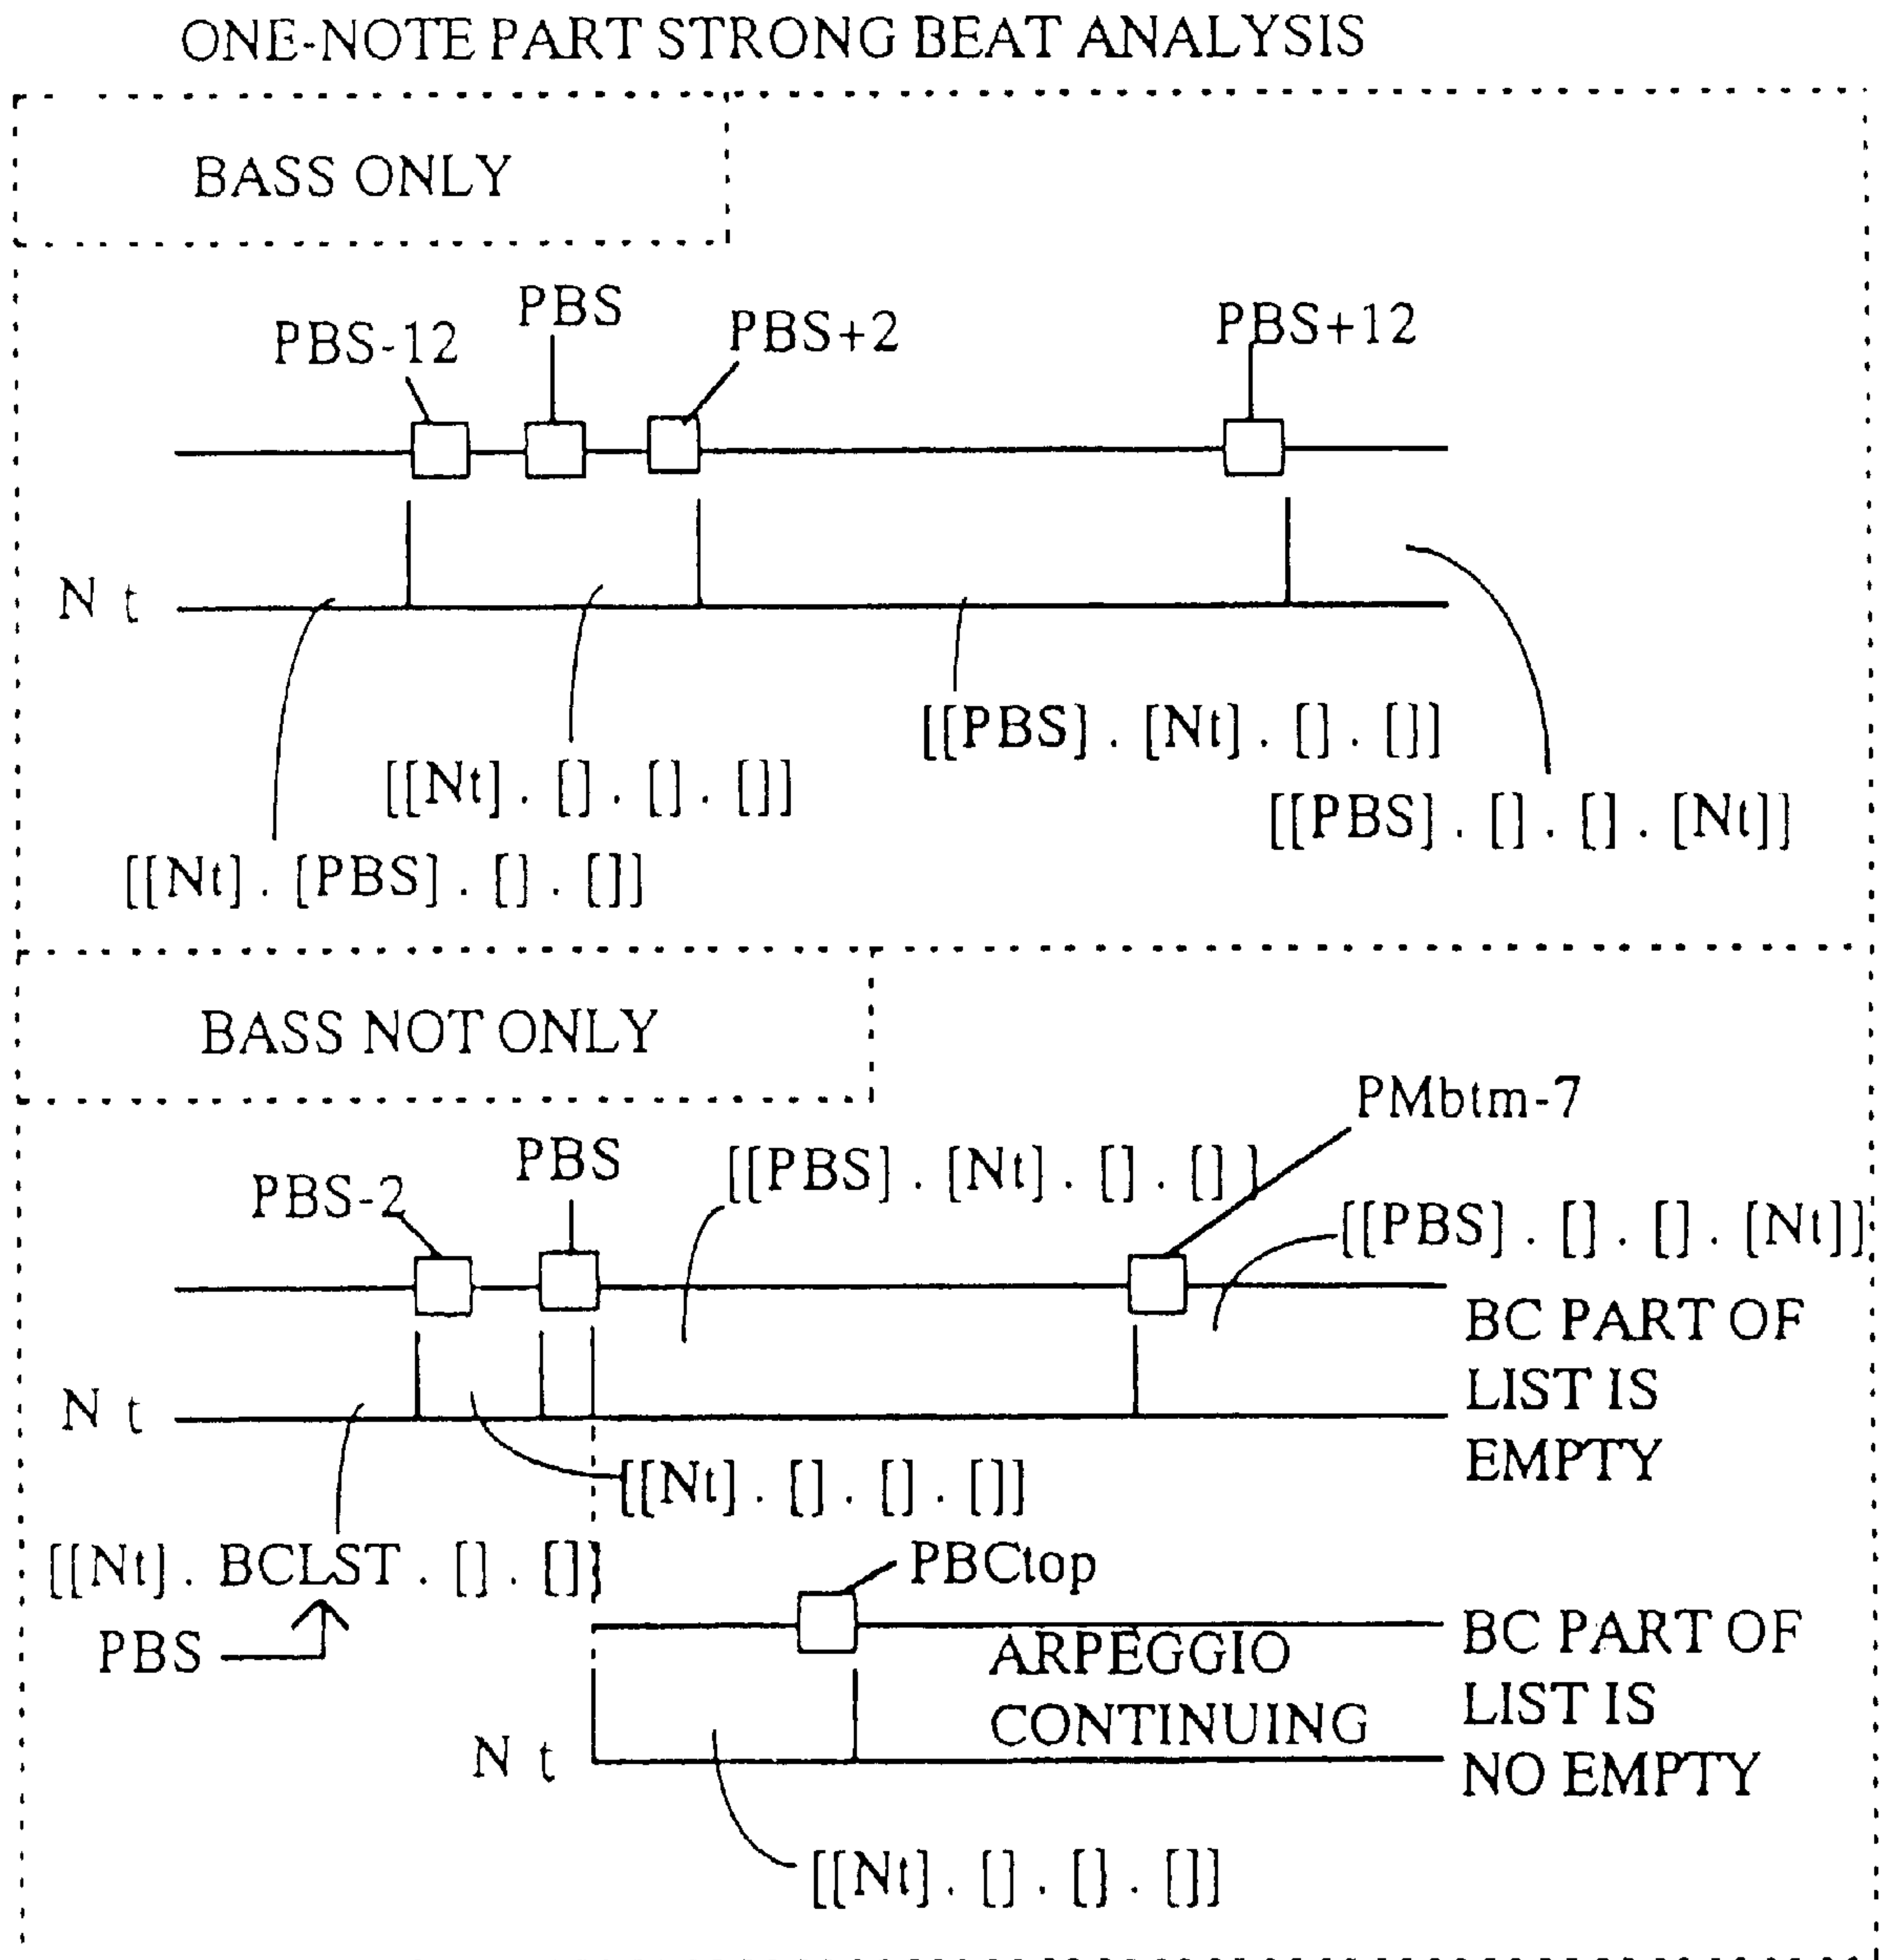 ONE-NOTE PART STRONG BEAT ANALYSIS
BASS ONLY
PBS-12
PBS
PBS+2
PBS+12
N t
[[PBS] . [Nt] . [] . []]
[[Nt] . [] . [] . []]
[[PBS] . [] . [] . [Nt]]
[[Nt] . [PBS] . [] . []]
BASS NOT ONLY
PMbtm-7
PBS-2
PBS
[[PBS] . [Nt] . [] . [] ]
[[PBS] . [] . [] . [Nt]]
BC PART OF
LIST IS
EMPTY
N t
[[Nt] . [] . [] . []]
[[Nt] . BCLST . [] . []]
PBS
PBCtop
ARPEGGIO
CONTINUING
BC PART OF
LIST IS
NO EMPTY
N t
[[Nt] . [] . [] . []]